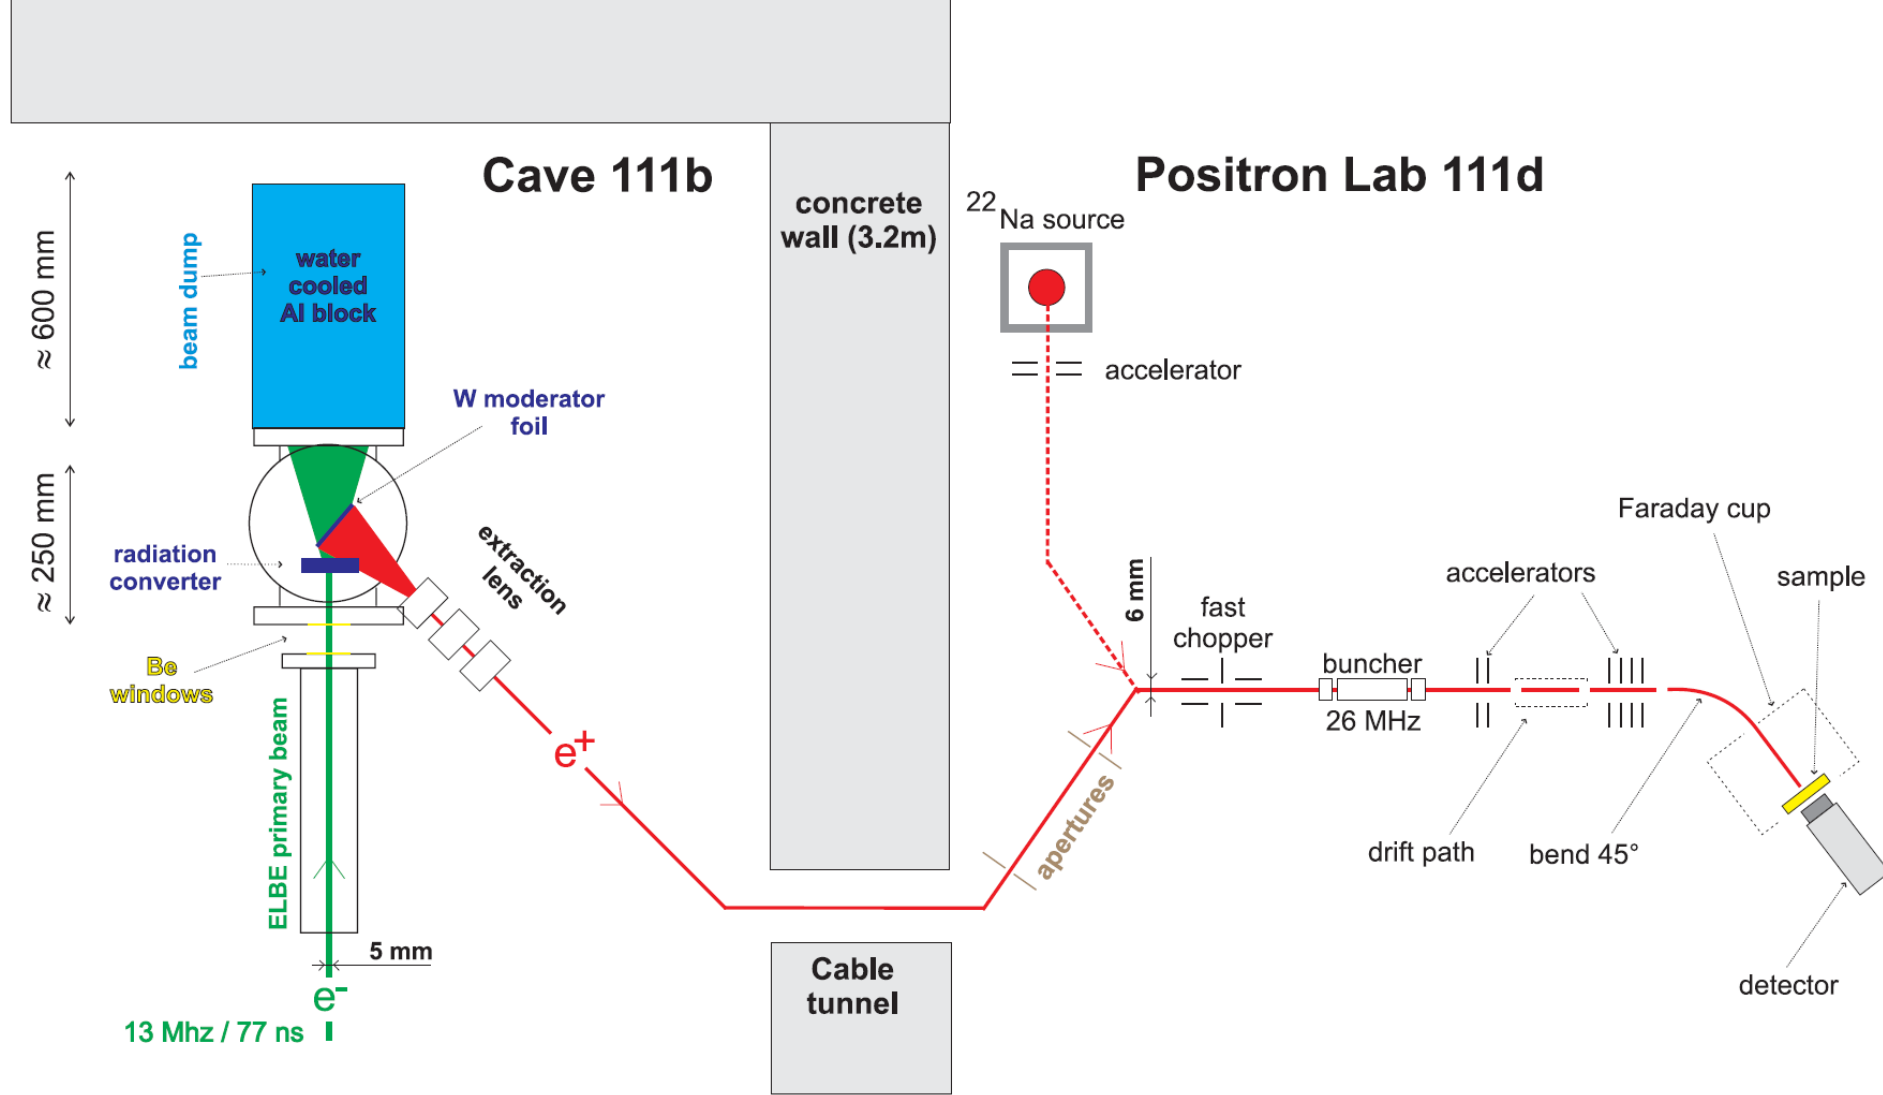 Cave 111b
Positron Lab 111d
concrete
wall (3.2m)
22
Na source
accelerator
≈ 600 mm
beam dump
water
cooled
Al block
W moderator
foil
≈ 250 mm
radiation
converter
extraction
lens
Be
windows
ELBE primary beam
5 mm
e-
13 Mhz / 77 ns
e+
Cable
tunnel
apertures
6 mm
fast
chopper
buncher
26 MHz
accelerators
Faraday cup
sample
drift path
bend 45°
detector